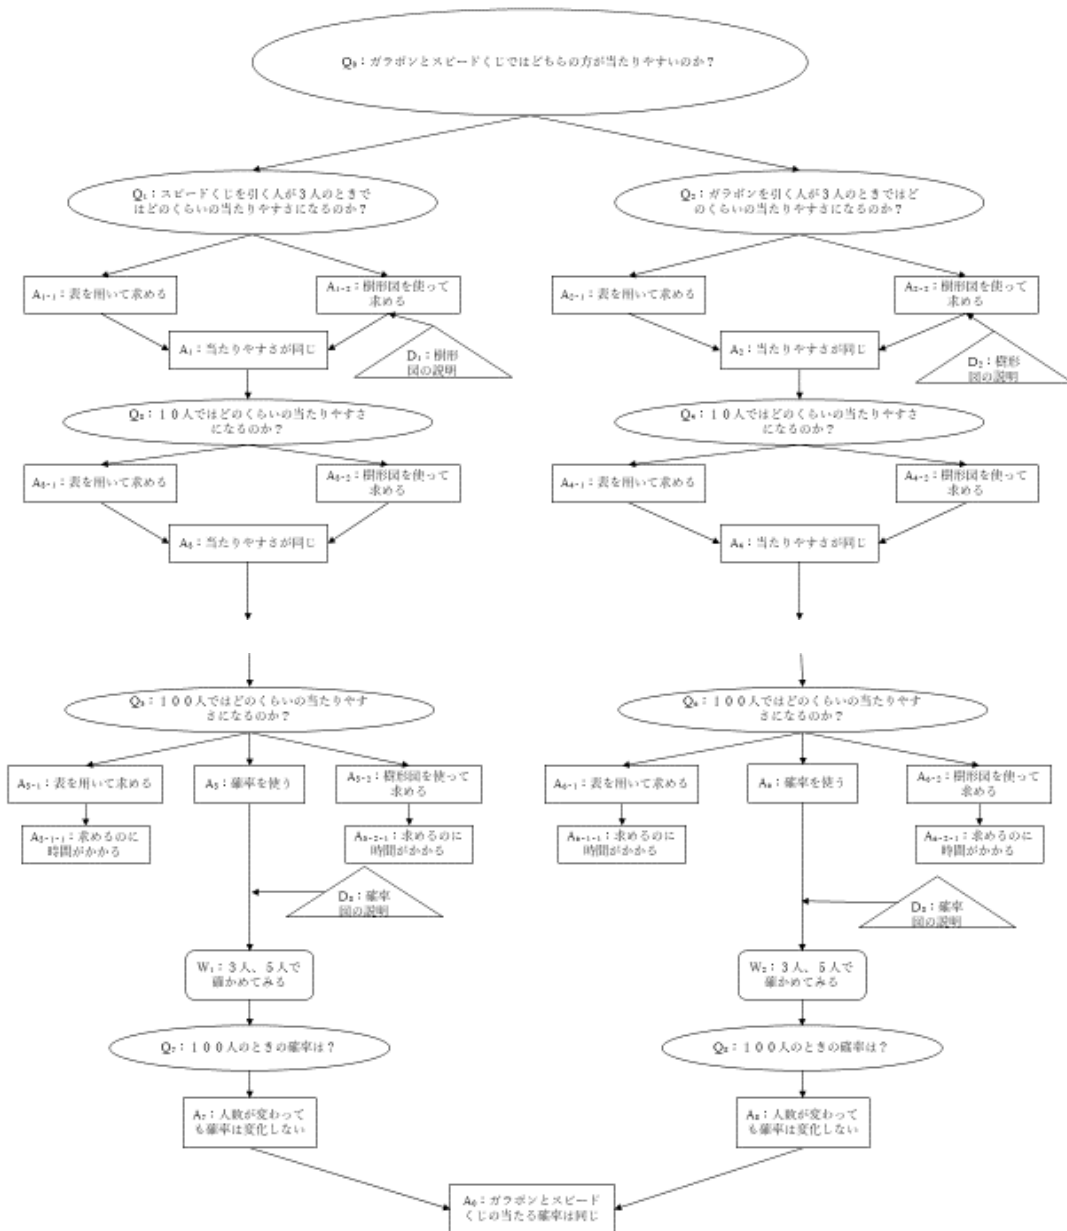 Q₀：ガラポンとスピードくじではどちらの方が当たりやすいのか？
Q₁：スピードくじを引く人が３人のときで
はどのくらいの当たりやすさになるのか？
Q₂：ガラポンを引く人が３人のときではど
のくらいの当たりやすさになるのか？
A₁₋₁：表を用いて求める
A₁₋₂：樹形図を使って
求める
A₂₋₁：表を用いて求める
A₂₋₂：樹形図を使って
求める
A₁：当たりやすさが同じ
D₁：樹形
図の説明
A₂：当たりやすさが同じ
D₂：樹形
図の説明
Q₃：１０人ではどのくらいの当たりやすさ
になるのか？
Q₄：１０人ではどのくらいの当たりやすさ
になるのか？
A₃₋₁：表を用いて求める
A₃₋₂：樹形図を使って
求める
A₄₋₁：表を用いて求める
A₄₋₂：樹形図を使って
求める
A₃：当たりやすさが同じ
A₄：当たりやすさが同じ
Q₅：１００人ではどのくらいの当たりやす
さになるのか？
Q₆：１００人ではどのくらいの当たりやす
さになるのか？
A₅₋₁：表を用いて求める
A₅：確率を使う
A₅₋₂：樹形図を使って
求める
A₆₋₁：表を用いて求める
A₆：確率を使う
A₆₋₂：樹形図を使って
求める
A₅₋₁₋₁：求めるのに
時間がかかる
A₅₋₂₋₁：求めるのに
時間がかかる
A₆₋₁₋₁：求めるのに
時間がかかる
A₆₋₂₋₁：求めるのに
時間がかかる
D₃：確率
図の説明
D₃：確率
図の説明
W₁：３人、５人で
確かめてみる
W₂：３人、５人で
確かめてみる
Q₇：１００人のときの確率は？
Q₈：１００人のときの確率は？
A₇：人数が変わって
も確率は変化しない
A₈：人数が変わって
も確率は変化しない
A₀：ガラポンとスピード
くじの当たる確率は同じ